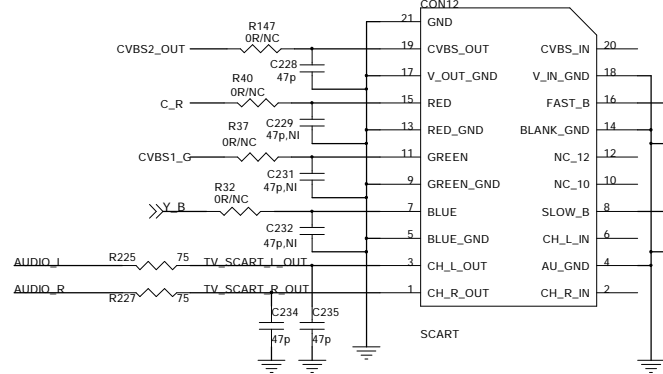 CON12
21 GND
R147
0R/NC
CVBS2_OUT 19 CVBS_OUT CVBS_IN 20
C228
47p
17 V_OUT_GND V_IN_GND 18
R40
0R/NC
C_R 15 RED FAST_B 16
C229
47p,NI
13 RED_GND BLANK_GND 14
R37
0R/NC
CVBS1_G 11 GREEN NC_12 12
C231
47p,NI
9 GREEN_GND NC_10 10
R32
0R/NC
Y_B 7 BLUE SLOW_B 8
C232
47p,NI
5 BLUE_GND CH_L_IN 6
AUDIO_L R225 75 TV_SCART_L_OUT 3 CH_L_OUT AU_GND 4
AUDIO_R R227 75 TV_SCART_R_OUT 1 CH_R_OUT CH_R_IN 2
C234 C235
47p 47p
SCART